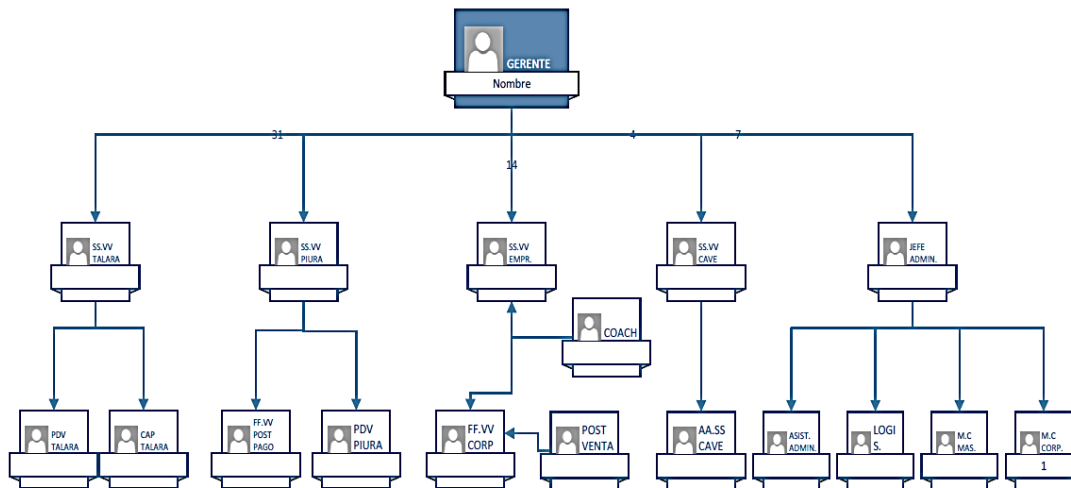 GERENTE
Nombre
31
4
7
14
SS.VV
TALARA
SS.VV
PIURA
SS.VV
EMPR.
SS.VV
CAVE
JEFE
ADMIN.
COACH
PDV
TALARA
CAP
TALARA
FF.VV
POST
PAGO
PDV
PIURA
FF.VV
CORP
POST
VENTA
AA.SS
CAVE
ASIST.
ADMIN.
LOGI
S.
M.C
MAS.
M.C
CORP.
1